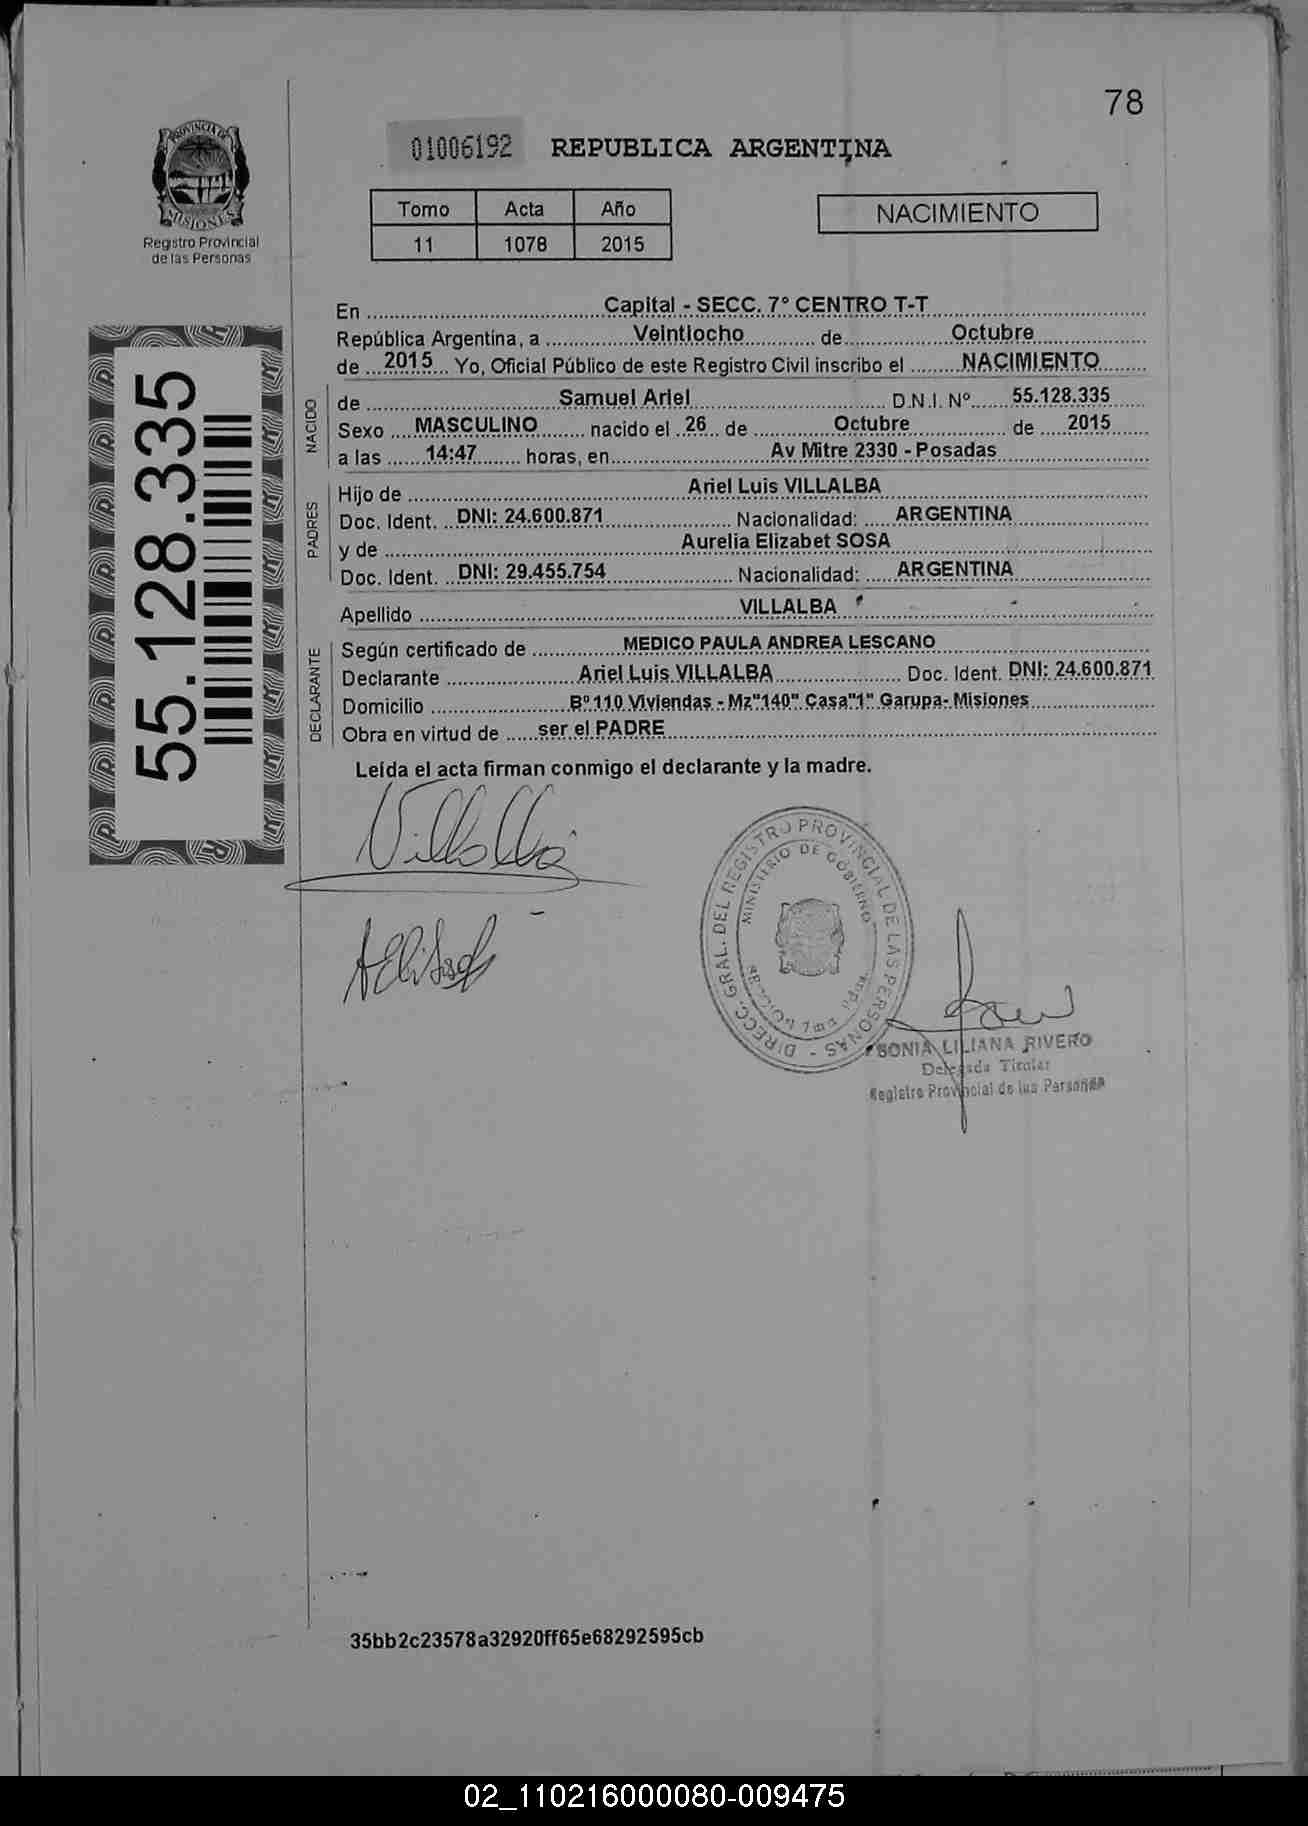 78
PROVINCIA DE
MISIONES
Registro Provincial
de las Personas
01006192 REPUBLICA ARGENTINA
Tomo Acta Año
11 1078 2015
NACIMIENTO
55.128.335
En Capital - SECC. 7° CENTRO T-T
República Argentina, a Veintiocho de Octubre
de 2015 Yo, Oficial Público de este Registro Civil inscribo el NACIMIENTO
NACIDO
de Samuel Ariel D.N.I. Nº 55.128.335
Sexo MASCULINO nacido el 26 de Octubre de 2015
a las 14:47 horas, en Av Mitre 2330 - Posadas
PADRES
Hijo de Ariel Luis VILLALBA
Doc. Ident. DNI: 24.600.871 Nacionalidad: ARGENTINA
y de Aurelia Elizabet SOSA
Doc. Ident. DNI: 29.455.754 Nacionalidad: ARGENTINA
Apellido VILLALBA
DECLARANTE
Según certificado de MEDICO PAULA ANDREA LESCANO
Declarante Ariel Luis VILLALBA Doc. Ident. DNI: 24.600.871
Domicilio Bº 110 Viviendas - Mz"140" Casa"1" Garupa- Misiones
Obra en virtud de ser el PADRE
Leída el acta firman conmigo el declarante y la madre.
Villalba
DIRECC. GRAL. DEL REGISTRO PROVINCIAL DE LAS PERSONAS -
MINISTERIO DE GOBIERNO
SONIA LILIANA RIVERO
Delegada Titular
Registro Provincial de las Personas
35bb2c23578a32920ff65e68292595cb
02_110216000080-009475